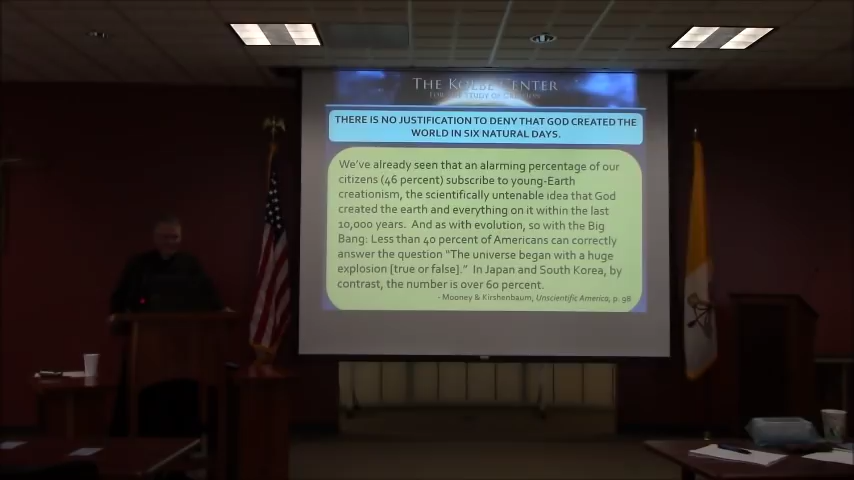 THE KOLBE CENTER
FOR THE STUDY OF CREATION
THERE IS NO JUSTIFICATION TO DENY THAT GOD CREATED THE
WORLD IN SIX NATURAL DAYS.
We've already seen that an alarming percentage of our
citizens (46 percent) subscribe to young-Earth
creationism, the scientifically untenable idea that God
created the earth and everything on it within the last
10,000 years. And as with evolution, so with the Big
Bang: Less than 40 percent of Americans can correctly
answer the question "The universe began with a huge
explosion [true or false]." In Japan and South Korea, by
contrast, the number is over 60 percent.
- Mooney & Kirshenbaum, Unscientific America, p. 98